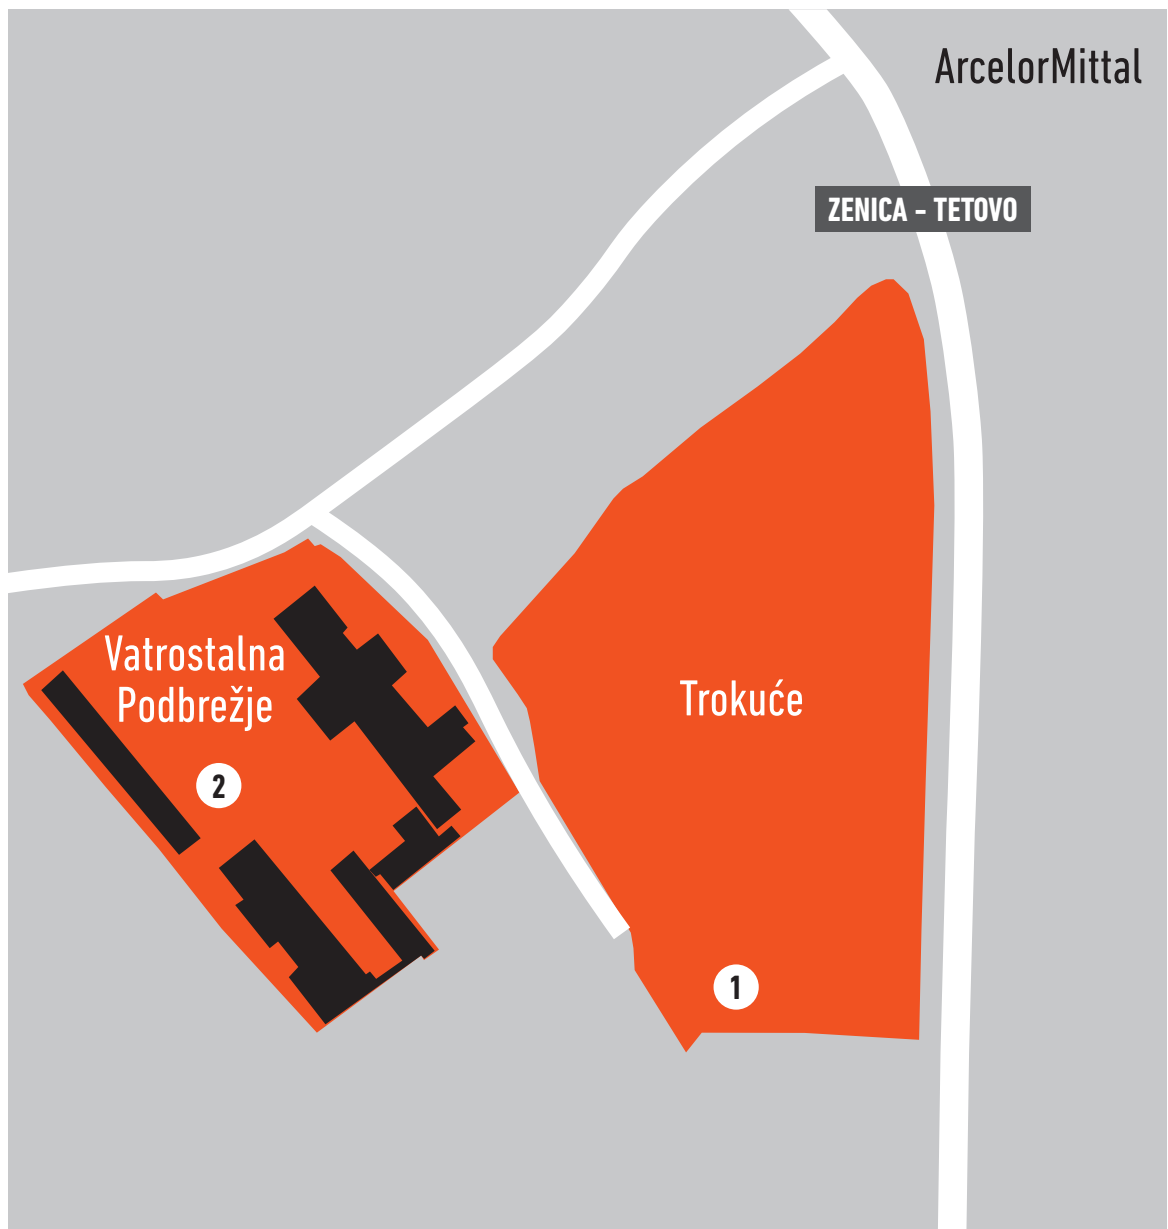 ArcelorMittal
ZENICA - TETOVO
Vatrostalna
Podbrežje
2
Trokuće
1